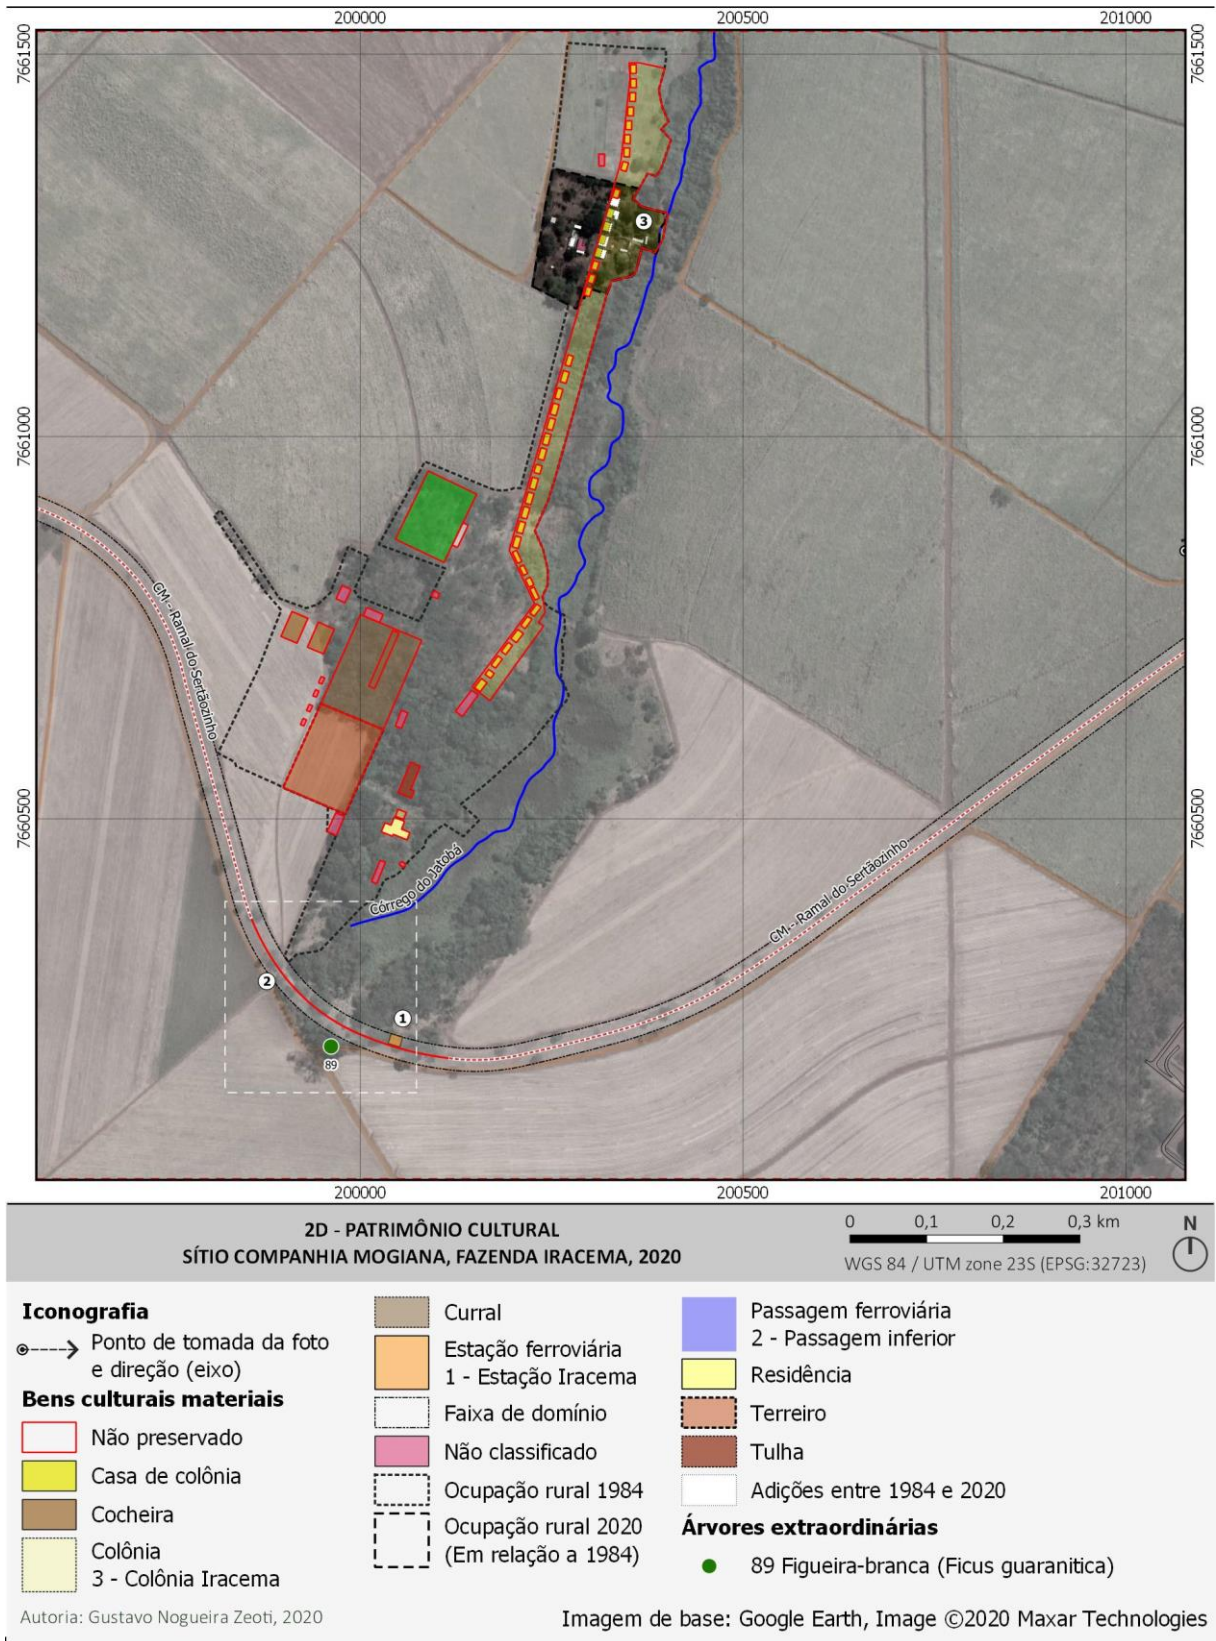 200000
200500
201000
7661500
7661500
3
7661000
7661000
CM - Ramal do Sertãozinho
7660500
7660500
CM - Ramal do Sertãozinho
Córrego do Jatobá
2
1
89
200000
200500
201000
2D - PATRIMÔNIO CULTURAL
SÍTIO COMPANHIA MOGIANA, FAZENDA IRACEMA, 2020
0 0,1 0,2 0,3 km
WGS 84 / UTM zone 23S (EPSG:32723)
N
Iconografia
Ponto de tomada da foto
e direção (eixo)
Bens culturais materiais
Não preservado
Casa de colônia
Cocheira
Colônia
3 - Colônia Iracema
Curral
Estação ferroviária
1 - Estação Iracema
Faixa de domínio
Não classificado
Ocupação rural 1984
Ocupação rural 2020
(Em relação a 1984)
Passagem ferroviária
2 - Passagem inferior
Residência
Terreiro
Tulha
Adições entre 1984 e 2020
Árvores extraordinárias
89 Figueira-branca (Ficus guaranitica)
Autoria: Gustavo Nogueira Zeoti, 2020
Imagem de base: Google Earth, Image ©2020 Maxar Technologies